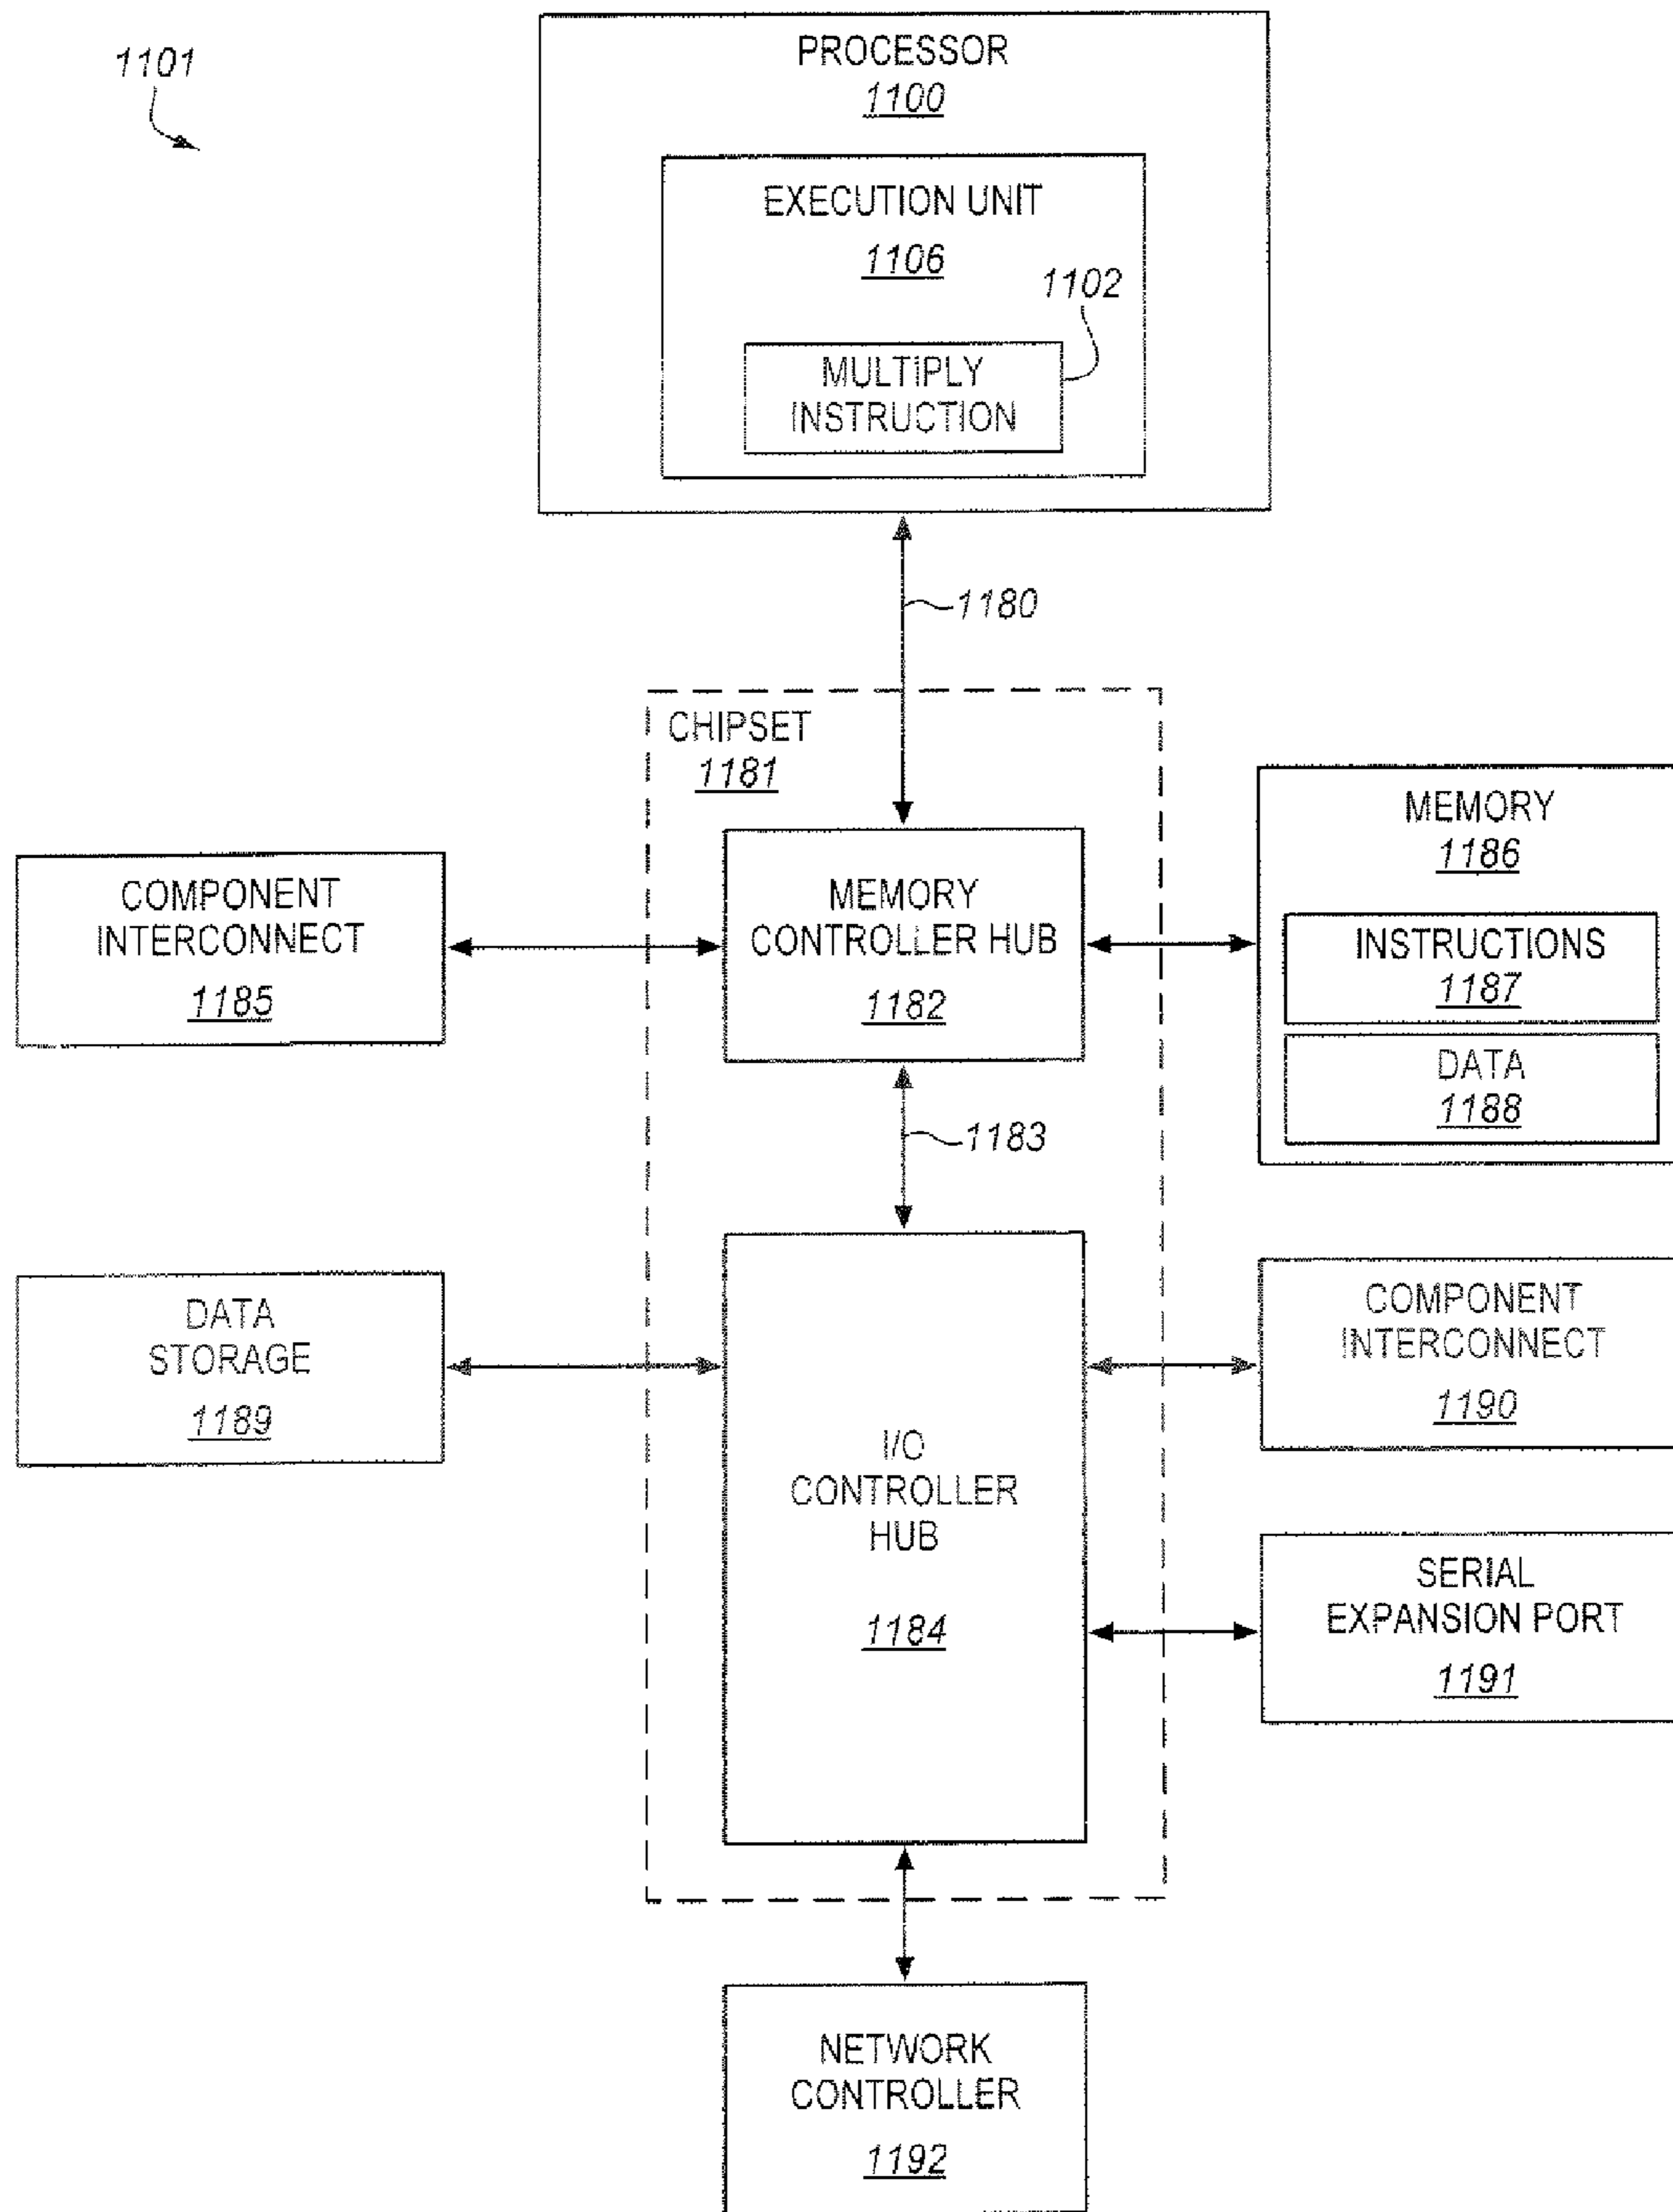 1101
PROCESSOR
1100
EXECUTION UNIT
1106
1102
MULTIPLY
INSTRUCTION
1180
CHIPSET
1181
MEMORY
CONTROLLER HUB
1182
COMPONENT
INTERCONNECT
1185
MEMORY
1186
INSTRUCTIONS
1187
DATA
1188
1183
DATA
STORAGE
1189
I/O
CONTROLLER
HUB
1184
COMPONENT
INTERCONNECT
1190
SERIAL
EXPANSION PORT
1191
NETWORK
CONTROLLER
1192